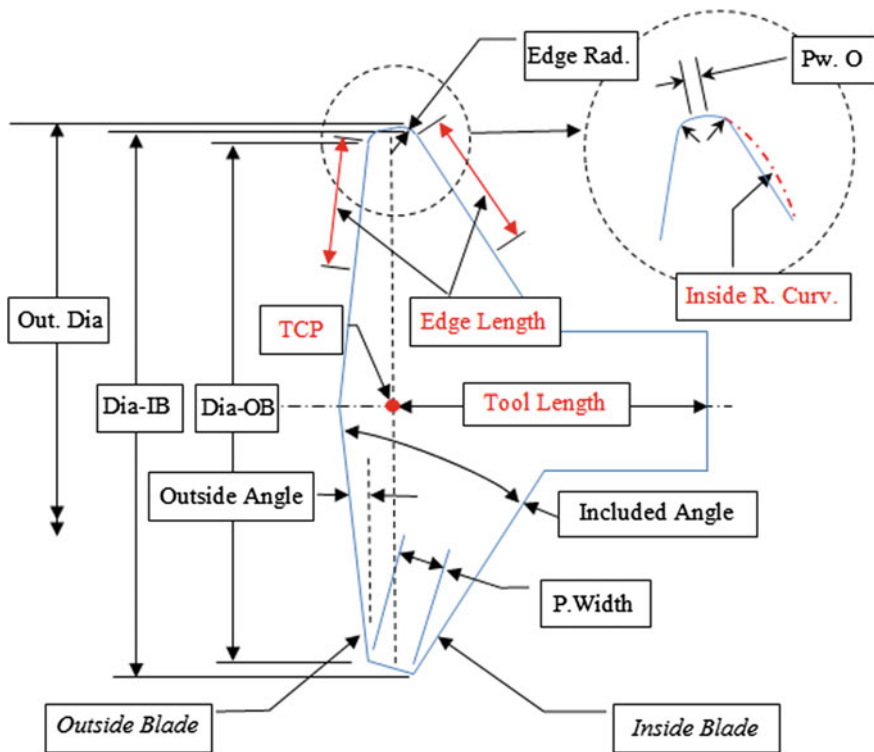 Edge Rad.
Pw. O
Inside R. Curv.
Edge Length
TCP
Out. Dia
Dia-IB
Dia-OB
Tool Length
Outside Angle
Included Angle
P.Width
Outside Blade
Inside Blade